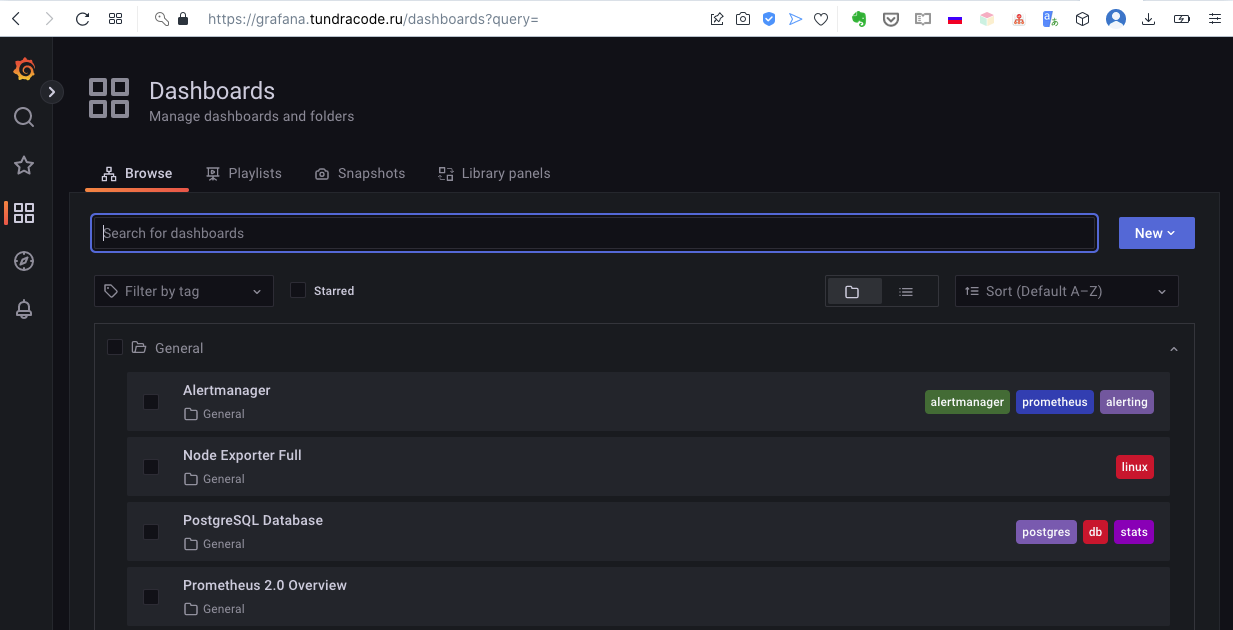 https://grafana.tundracode.ru/dashboards?query=
Dashboards
Manage dashboards and folders
Browse Playlists Snapshots Library panels
Search for dashboards New
Filter by tag Starred Sort (Default A–Z)
General
Alertmanager
General
alertmanager prometheus alerting
Node Exporter Full
General
linux
PostgreSQL Database
General
postgres db stats
Prometheus 2.0 Overview
General